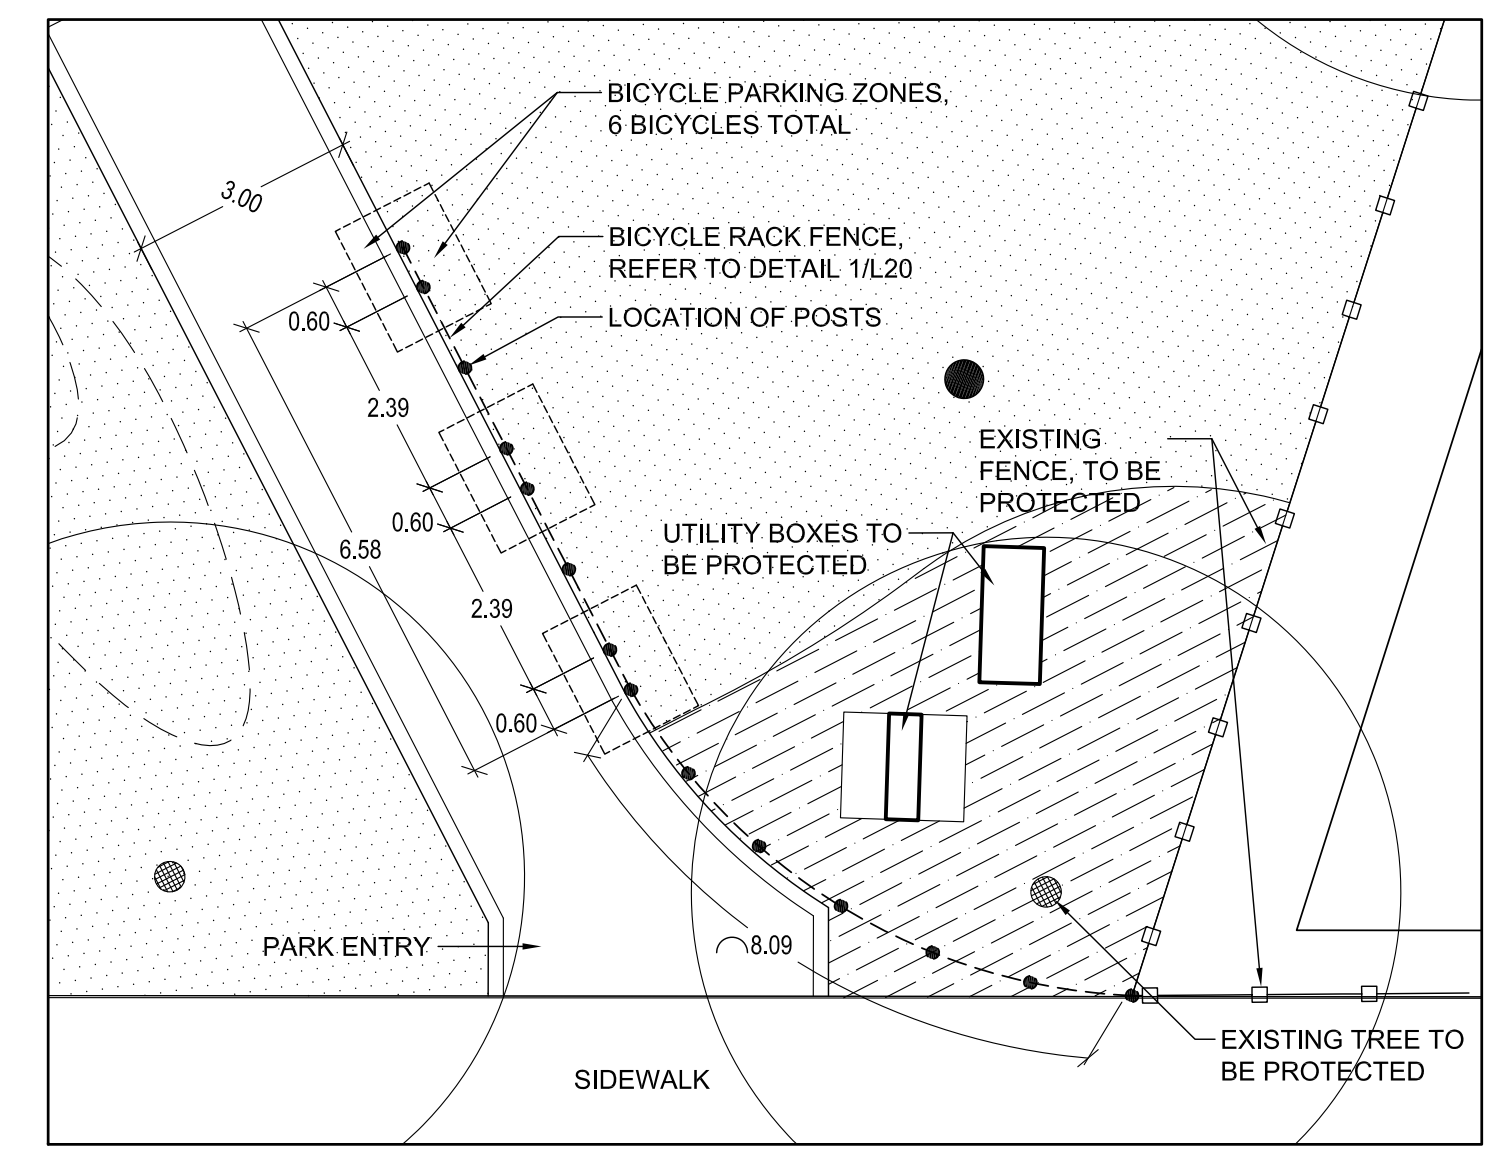 BICYCLE PARKING ZONES,
6 BICYCLES TOTAL
3.00
BICYCLE RACK FENCE,
REFER TO DETAIL 1/L20
LOCATION OF POSTS
0.60
2.39
EXISTING
FENCE, TO BE
PROTECTED
0.60
UTILITY BOXES TO
BE PROTECTED
6.58
2.39
0.60
PARK ENTRY
8.09
EXISTING TREE TO
BE PROTECTED
SIDEWALK